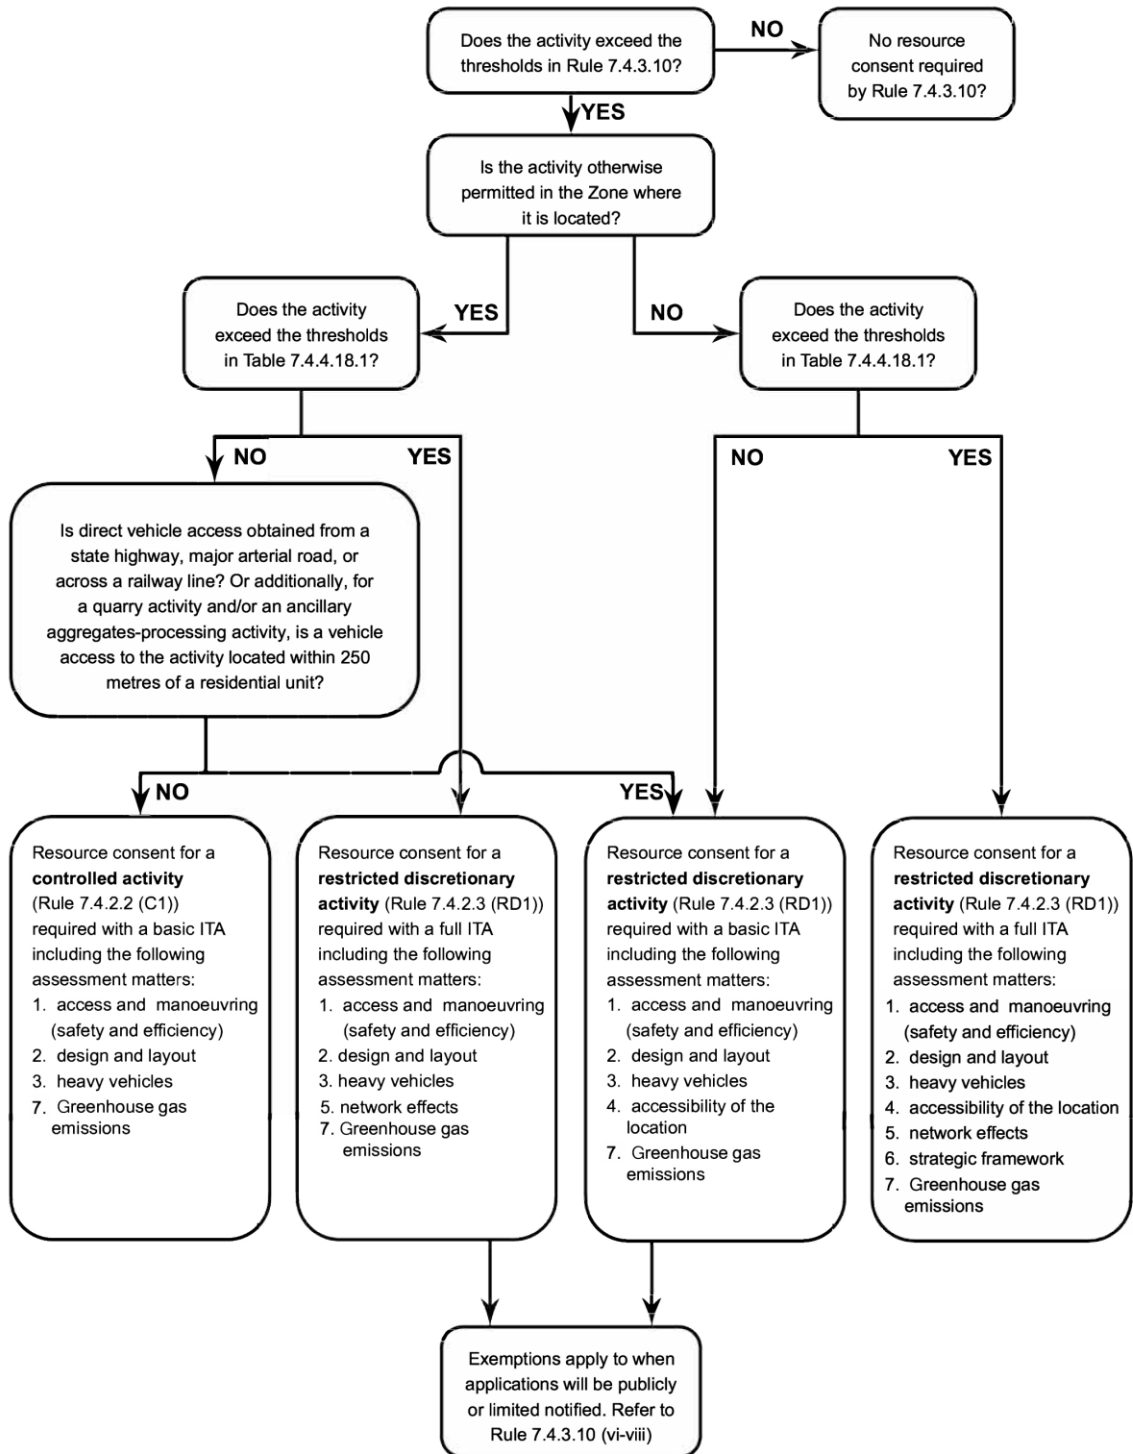 Does the activity exceed the
thresholds in Rule 7.4.3.10?
NO
No resource
consent required
by Rule 7.4.3.10?
YES
Is the activity otherwise
permitted in the Zone where
it is located?
YES
NO
Does the activity
exceed the thresholds
in Table 7.4.4.18.1?
Does the activity
exceed the thresholds
in Table 7.4.4.18.1?
NO
YES
NO
YES
Is direct vehicle access obtained from a
state highway, major arterial road, or
across a railway line? Or additionally, for
a quarry activity and/or an ancillary
aggregates-processing activity, is a vehicle
access to the activity located within 250
metres of a residential unit?
NO
YES
Resource consent for a
controlled activity
(Rule 7.4.2.2 (C1))
required with a basic ITA
including the following
assessment matters:
1. access and manoeuvring
(safety and efficiency)
2. design and layout
3. heavy vehicles
7. Greenhouse gas
emissions
Resource consent for a
restricted discretionary
activity (Rule 7.4.2.3 (RD1))
required with a full ITA
including the following
assessment matters:
1. access and manoeuvring
(safety and efficiency)
2. design and layout
3. heavy vehicles
5. network effects
7. Greenhouse gas
emissions
Resource consent for a
restricted discretionary
activity (Rule 7.4.2.3 (RD1))
required with a basic ITA
including the following
assessment matters:
1. access and manoeuvring
(safety and efficiency)
2. design and layout
3. heavy vehicles
4. accessibility of the
location
7. Greenhouse gas
emissions
Resource consent for a
restricted discretionary
activity (Rule 7.4.2.3 (RD1))
required with a full ITA
including the following
assessment matters:
1. access and manoeuvring
(safety and efficiency)
2. design and layout
3. heavy vehicles
4. accessibility of the location
5. network effects
6. strategic framework
7. Greenhouse gas
emissions
Exemptions apply to when
applications will be publicly
or limited notified. Refer to
Rule 7.4.3.10 (vi-viii)